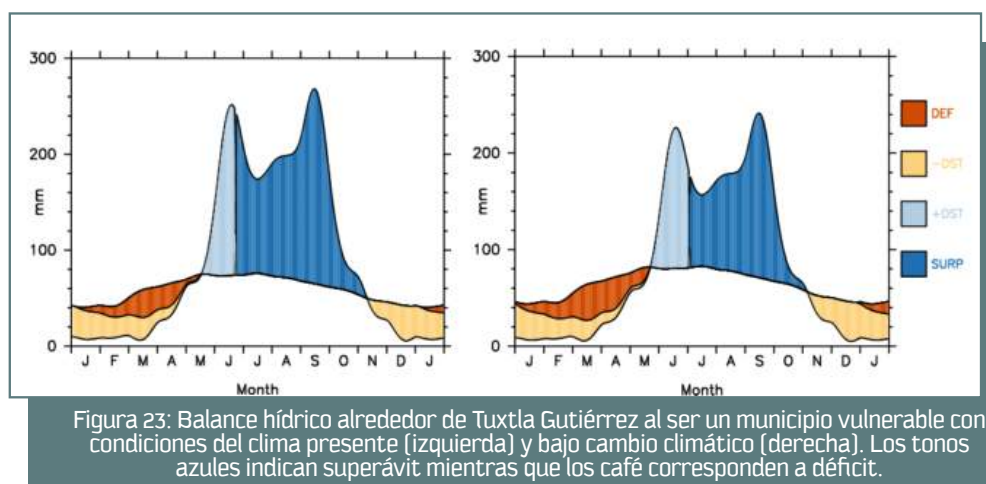 300
200
100
0
mm
J F M A M J J A S O N D J
Month
300
200
100
0
mm
J F M A M J J A S O N D J
Month
DEF
-DST
+DST
SURP
Figura 23: Balance hídrico alrededor de Tuxtla Gutiérrez al ser un municipio vulnerable con
condiciones del clima presente (izquierda) y bajo cambio climático (derecha). Los tonos
azules indican superávit mientras que los café corresponden a déficit.